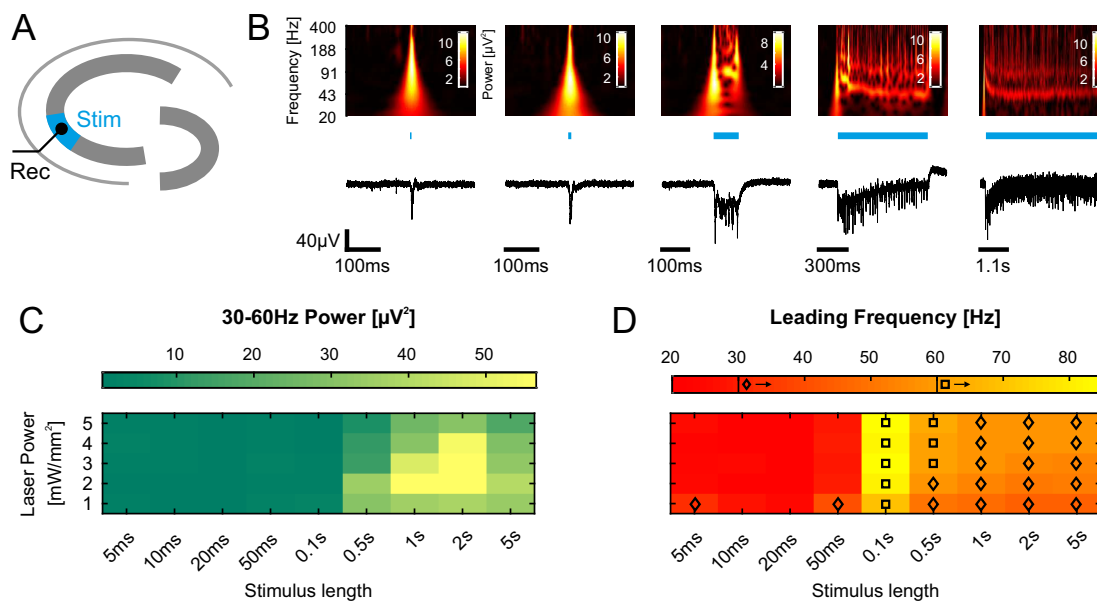 A
Stim
Rec
B
Frequency [Hz]
400
188
91
43
20
Power [µV²]
10
6
2
10
6
2
8
4
10
6
2
10
6
2
40µV
100ms
100ms
100ms
300ms
1.1s
C
30-60Hz Power [µV²]
10 20 30 40 50
Laser Power [mW/mm²]
5
4
3
2
1
5ms 10ms 20ms 50ms 0.1s 0.5s 1s 2s 5s
Stimulus length
D
Leading Frequency [Hz]
20 30 40 50 60 70 80
5ms 10ms 20ms 50ms 0.1s 0.5s 1s 2s 5s
Stimulus length